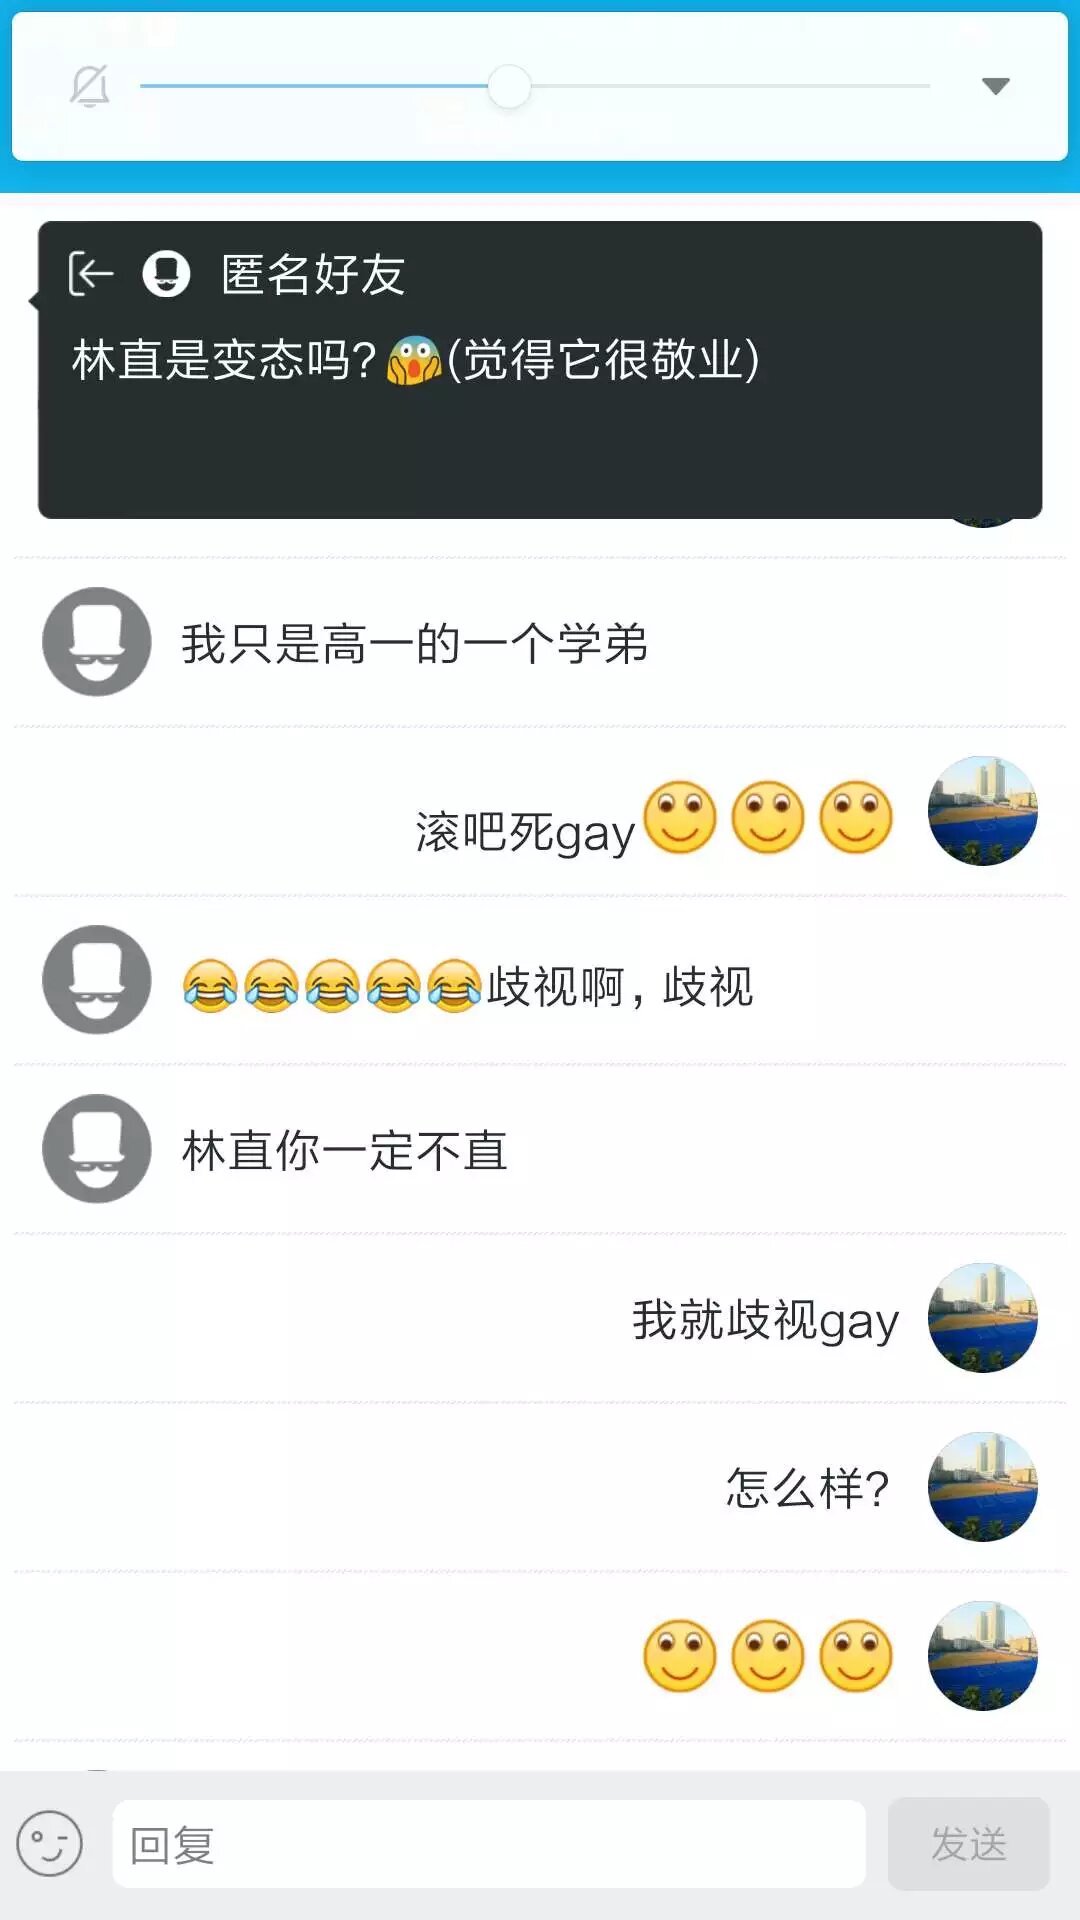 匿名好友
林直是变态吗?😱(觉得它很敬业)
我只是高一的一个学弟
滚吧死gay
😂😂😂😂😂歧视啊,歧视
林直你一定不直
我就歧视gay
怎么样?
回复
发送